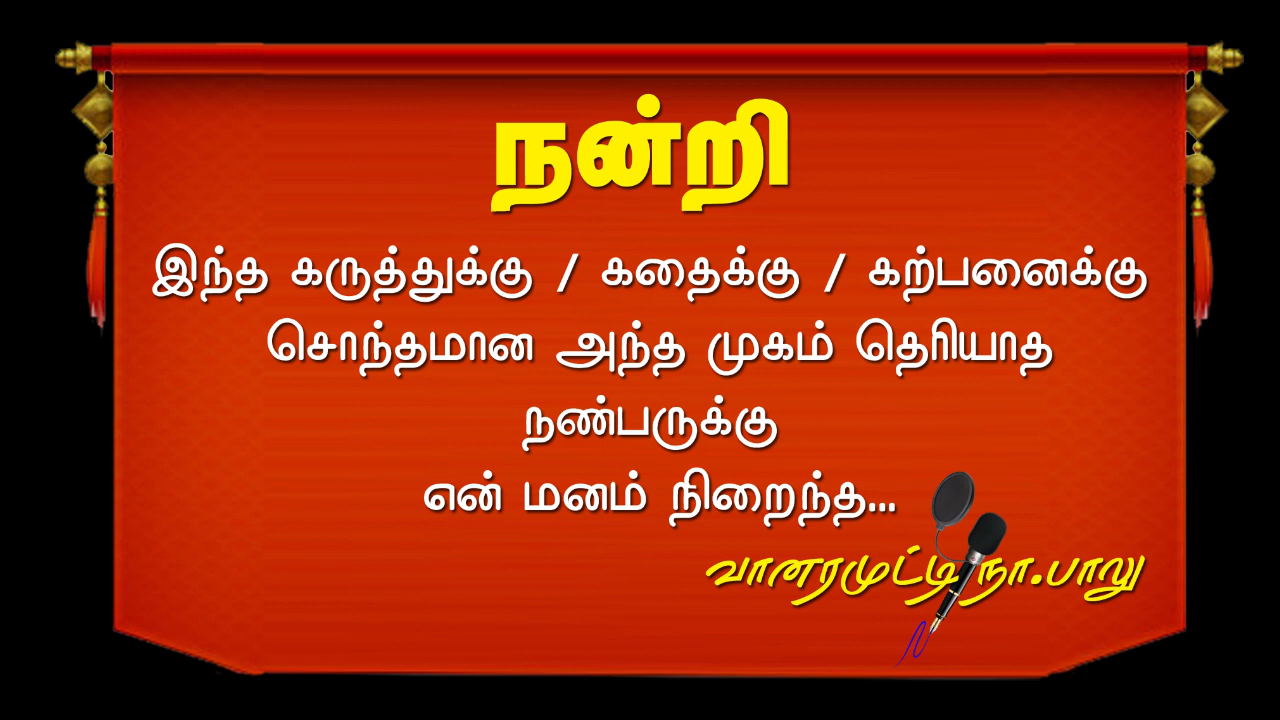 நன்றி
இந்த கருத்துக்கு / கதைக்கு / கற்பனைக்கு
சொந்தமான அந்த முகம் தெரியாத
நண்பருக்கு
என் மனம் நிறைந்த...
வானரமுட்டி நா.பாலு